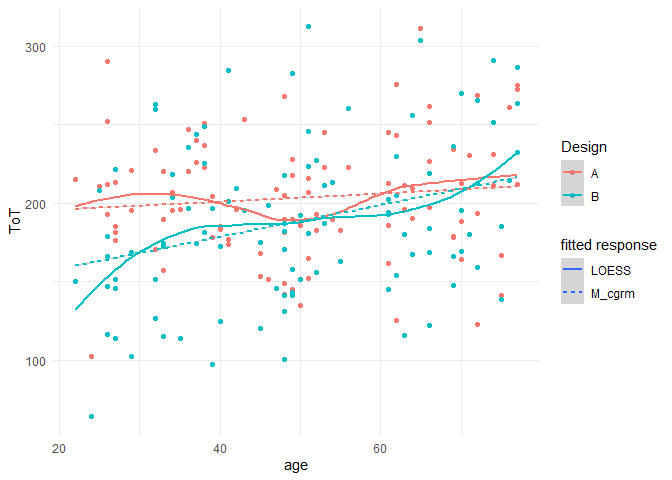 300
200
100
ToT
20
40
60
age
Design
A
B
fitted response
LOESS
M_cgrm